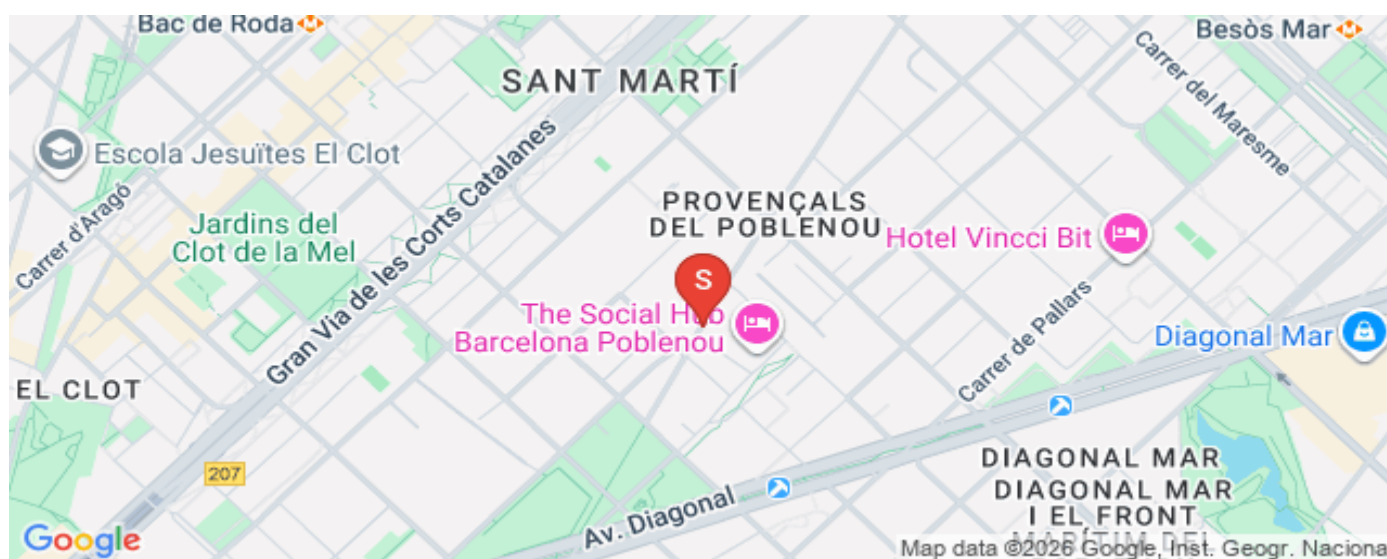 Bac de Roda
Besòs Mar
SANT MARTÍ
Carrer del Maresme
Escola Jesuïtes El Clot
Carrer d'Aragó
Gran Via de les Corts Catalanes
PROVENÇALS
DEL POBLENOU
Jardins del
Clot de la Mel
Hotel Vincci Bit
S
The Social Hub
Barcelona Poblenou
Carrer de Pallars
Diagonal Mar
EL CLOT
207
Av. Diagonal
DIAGONAL MAR
DIAGONAL MAR
I EL FRONT
MARÍTIM DEL
Google
Map data ©2026 Google, Inst. Geogr. Naciona